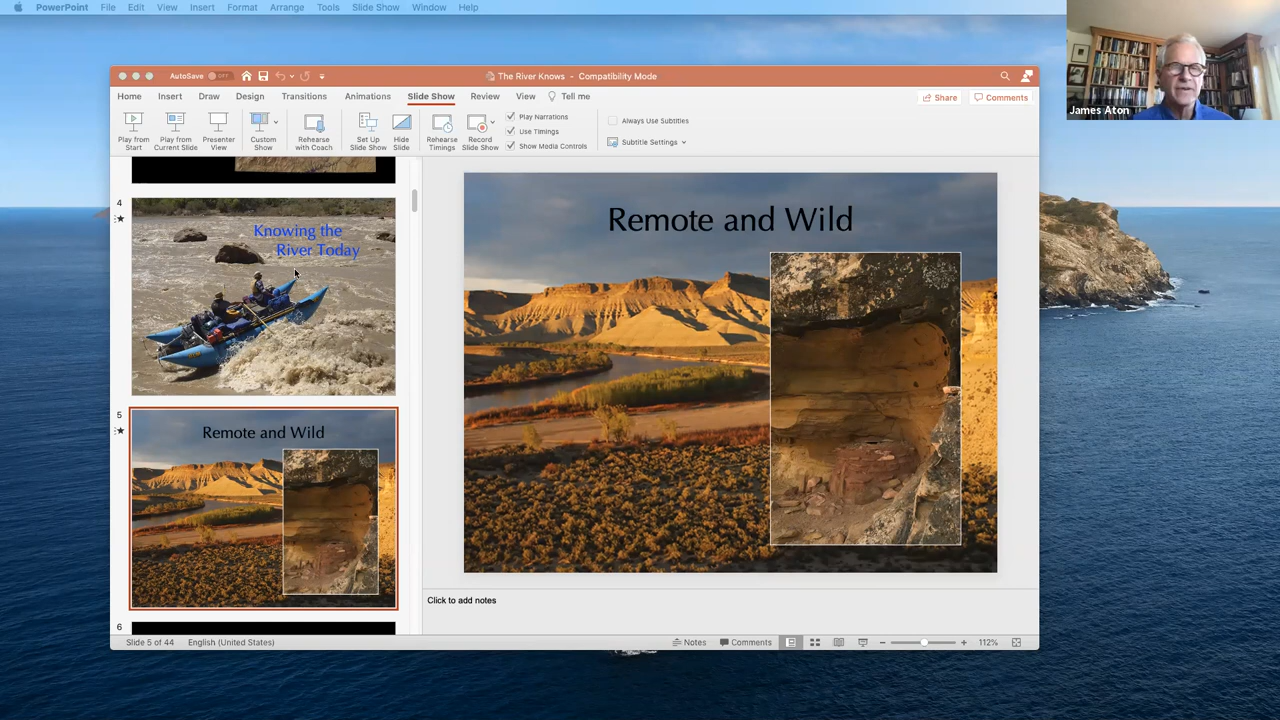 PowerPoint File Edit View Insert Format Arrange Tools Slide Show Window Help
James Aton
AutoSave OFF
The River Knows - Compatibility Mode
Home Insert Draw Design Transitions Animations Slide Show Review View Tell me
Share Comments
Play from Start
Play from Current Slide
Presenter View
Custom Show
Rehearse with Coach
Set Up Slide Show
Hide Slide
Rehearse Timings
Record Slide Show
Play Narrations
Use Timings
Show Media Controls
Always Use Subtitles
Subtitle Settings
4
Knowing the
River Today
5
Remote and Wild
6
Remote and Wild
Click to add notes
Slide 5 of 44 English (United States)
Notes Comments 112%